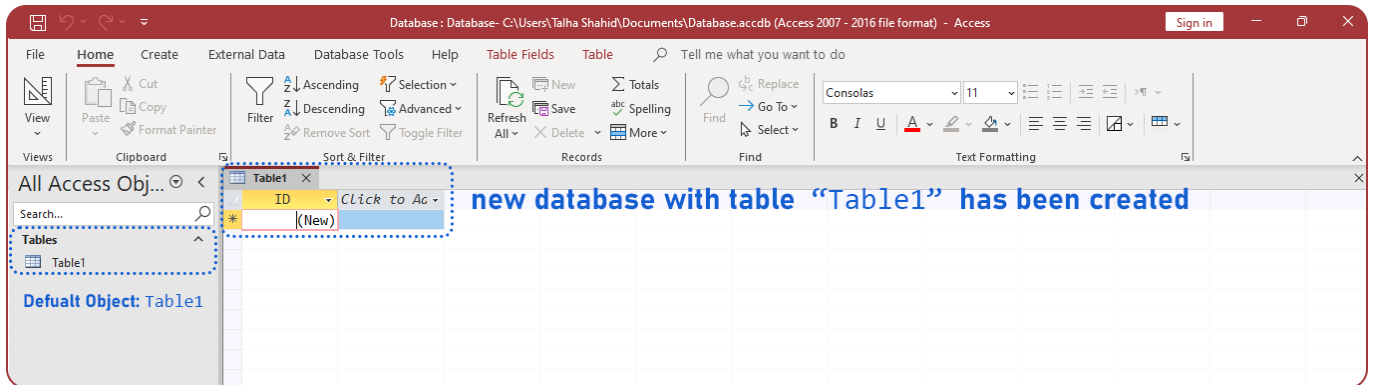 Database : Database- C:\Users\Talha Shahid\Documents\Database.accdb (Access 2007 - 2016 file format) - Access
Sign in
File Home Create External Data Database Tools Help Table Fields Table Tell me what you want to do
View
Views
Paste
Cut
Copy
Format Painter
Clipboard
Filter
Ascending
Descending
Remove Sort
Selection
Advanced
Toggle Filter
Sort & Filter
Refresh
All
New
Save
Delete
Totals
Spelling
More
Records
Find
Replace
Go To
Select
Find
Consolas 11
B I U A
Text Formatting
All Access Obj...
Search...
Tables
Table1
Defualt Object: Table1
Table1
ID Click to Ad
* (New)
new database with table “Table1” has been created